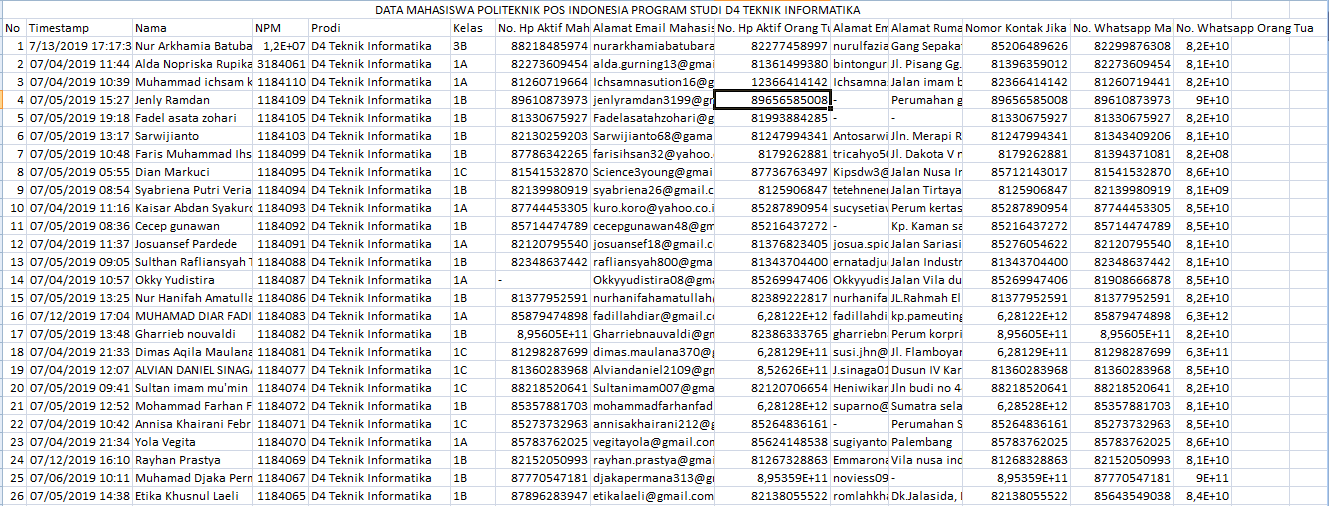 DATA MAHASISWA POLITEKNIK POS INDONESIA PROGRAM STUDI D4 TEKNIK INFORMATIKA
No Timestamp Nama NPM Prodi Kelas No. Hp Aktif Mah Alamat Email Mahasis No. Hp Aktif Orang Tu Alamat Em Alamat Ruma Nomor Kontak Jika No. Whatsapp Ma No. Whatsapp Orang Tua
1 7/13/2019 17:17:3 Nur Arkhamia Batuba 1,2E+07 D4 Teknik Informatika 3B 88218485974 nurarkhamiabatubara 82277458997 nurulfazia Gang Sepakat 85206489626 82299876308 8,2E+10
2 07/04/2019 11:44 Alda Nopriska Rupika 3184061 D4 Teknik Informatika 1A 82273609454 alda.gurning13@gmai 81361499380 bintongur Jl. Pisang Gg. 81396359012 82273609454 8,1E+10
3 07/04/2019 10:39 Muhammad ichsam k 1184110 D4 Teknik Informatika 1A 81260719664 Ichsamnasution16@g 12366414142 Ichsamna Jalan imam b 82366414142 81260719441 8,2E+10
4 07/05/2019 15:27 Jenly Ramdan 1184109 D4 Teknik Informatika 1B 89610873973 jenlyramdan3199@gr 89656585008 - Perumahan g 89656585008 89610873973 9E+10
5 07/05/2019 19:18 Fadel asata zohari 1184105 D4 Teknik Informatika 1B 81330675927 Fadelasatahzohari@g 81993884285 - - 81330675927 81330675927 8,2E+10
6 07/05/2019 13:17 Sarwijianto 1184103 D4 Teknik Informatika 1B 82130259203 Sarwijianto68@gama 81247994341 Antosarwi Jln. Merapi R 81247994341 81343409206 8,1E+10
7 07/05/2019 10:48 Faris Muhammad Ihs 1184099 D4 Teknik Informatika 1B 87786342265 farisihsan32@yahoo. 8179262881 tricahyo50 Jl. Dakota V n 8179262881 81394371081 8,2E+08
8 07/05/2019 05:55 Dian Markuci 1184095 D4 Teknik Informatika 1C 81541532870 Science3young@gmai 87736763497 Kipsdw3@ Jalan Nusa In 85712143017 81541532870 8,6E+10
9 07/05/2019 08:54 Syabriena Putri Veria 1184094 D4 Teknik Informatika 1B 82139980919 syabriena26@gmail.c 8125906847 tetehnene Jalan Tirtaya 8125906847 82139980919 8,1E+09
10 07/04/2019 11:16 Kaisar Abdan Syakuro 1184093 D4 Teknik Informatika 1A 87744453305 kuro.koro@yahoo.co.i 85287890954 sucysetiav Perum kertas 85287890954 87744453305 8,5E+10
11 07/05/2019 08:36 Cecep gunawan 1184092 D4 Teknik Informatika 1B 85714474789 cecepgunawan48@ya 85216437272 - Kp. Kaman sa 85216437272 85714474789 8,5E+10
12 07/04/2019 11:37 Josuansef Pardede 1184091 D4 Teknik Informatika 1A 82120795540 josuansef18@gmail.c 81376823405 josua.spic Jalan Sariasi 85276054622 82120795540 8,1E+10
13 07/05/2019 09:05 Sulthan Rafliansyah T 1184088 D4 Teknik Informatika 1B 82348637442 rafliansyah800@gmai 81343704400 ernatadju Jalan Industr 81343704400 82348637442 8,1E+10
14 07/04/2019 10:57 Okky Yudistira 1184087 D4 Teknik Informatika 1A - Okkyyudistira08@gma 85269947406 Okkyyudis Jalan Vila du 85269947406 81908666878 8,5E+10
15 07/05/2019 13:25 Nur Hanifah Amatulla 1184086 D4 Teknik Informatika 1B 81377952591 nurhanifahamatullah 82389222817 nurhanifa JL.Rahmah El 81377952591 81377952591 8,2E+10
16 07/12/2019 17:04 MUHAMAD DIAR FADI 1184083 D4 Teknik Informatika 1A 85879474898 fadillahdiar@gmail.co 6,28122E+12 fadillahdi kp.pameuting 6,28122E+12 85879474898 6,3E+12
17 07/05/2019 13:48 Gharrieb nouvaldi 1184082 D4 Teknik Informatika 1B 8,95605E+11 Gharriebnauvaldi@gr 82386333765 gharriebn Perum korpri 8,95605E+11 8,95605E+11 8,2E+10
18 07/04/2019 21:33 Dimas Aqila Maulana 1184081 D4 Teknik Informatika 1C 81298287699 dimas.maulana370@g 6,28129E+11 susi.jhn@ Jl. Flamboyar 6,28129E+11 81298287699 6,3E+11
19 07/04/2019 12:07 ALVIAN DANIEL SINAGA 1184077 D4 Teknik Informatika 1C 81360283968 Alviandaniel2109@gm 8,52626E+11 J.sinaga01 Dusun IV Kar 81360283968 81360283968 8,5E+10
20 07/05/2019 09:41 Sultan imam mu'min 1184074 D4 Teknik Informatika 1C 88218520641 Sultanimam007@gam 82120706654 Heniwikar Jln budi no 4 88218520641 88218520641 8,2E+10
21 07/05/2019 12:52 Mohammad Farhan F 1184072 D4 Teknik Informatika 1B 85357881703 mohammadfarhanfad 6,28128E+12 suparno@ Sumatra sela 6,28528E+12 85357881703 8,1E+10
22 07/04/2019 10:42 Annisa Khairani Febr 1184071 D4 Teknik Informatika 1C 85273732963 annisakhairani212@g 85264836161 - Perumahan S 85264836161 85273732963 8,5E+10
23 07/04/2019 21:34 Yola Vegita 1184070 D4 Teknik Informatika 1A 85783762025 vegitayola@gmail.com 85624148538 sugiyanto Palembang 85783762025 85783762025 8,6E+10
24 07/12/2019 16:10 Rayhan Prastya 1184069 D4 Teknik Informatika 1B 82152050993 rayhan.prastya@gmai 81267328863 Emmarona Vila nusa ind 81268328863 82152050993 8,1E+10
25 07/06/2019 10:11 Muhamad Djaka Perm 1184067 D4 Teknik Informatika 1B 87770547181 djakapermana313@g 8,95359E+11 noviess09 - 8,95359E+11 87770547181 9E+11
26 07/05/2019 14:38 Etika Khusnul Laeli 1184065 D4 Teknik Informatika 1B 87896283947 etikalaeli@gmail.com 82138055522 romlahkha Dk.Jalasida, 82138055522 85643549038 8,4E+10